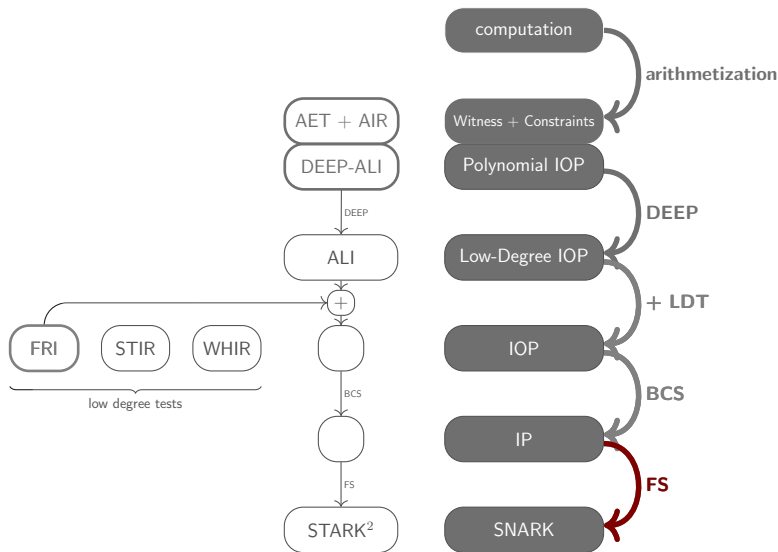 computation
arithmetization
AET + AIR
Witness + Constraints
DEEP-ALI
Polynomial IOP
DEEP
DEEP
ALI
Low-Degree IOP
+
+ LDT
FRI
STIR
WHIR
IOP
low degree tests
BCS
BCS
IP
FS
FS
STARK²
SNARK